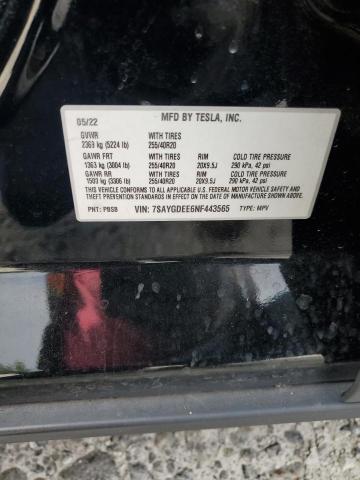 05/22 MFD BY TESLA, INC.
GVWR WITH TIRES
2369 kg (5224 lb) 255/40R20
GAWR FRT WITH TIRES RIM COLD TIRE PRESSURE
1363 kg (3004 lb) 255/40R20 20X9.5J 290 kPa, 42 psi
GAWR RR WITH TIRES RIM COLD TIRE PRESSURE
1503 kg (3306 lb) 255/40R20 20X9.5J 290 kPa, 42 psi
THIS VEHICLE CONFORMS TO ALL APPLICABLE FEDERAL MOTOR VEHICLE SAFETY AND
THEFT PREVENTION STANDARDS IN EFFECT ON THE DATE OF MANUFACTURE SHOWN ABOVE.
PNT: PBSB VIN: 7SAYGDEE6NF443565 TYPE: MPV